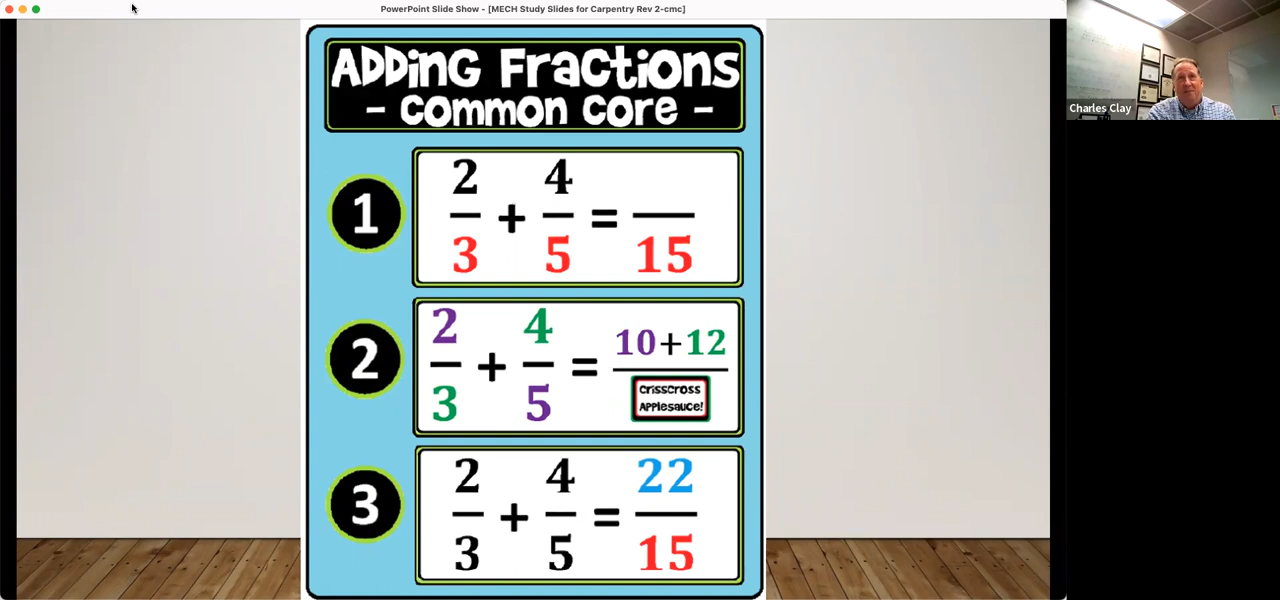 PowerPoint Slide Show - [MECH Study Slides for Carpentry Rev 2-cmc]
ADDiNG FRactiONS
- COMMON CORE -
1
2/3 + 4/5 = /15
2
2/3 + 4/5 = 10+12
CRISSCROSS
APPLESAUCE!
3
2/3 + 4/5 = 22/15
Charles Clay